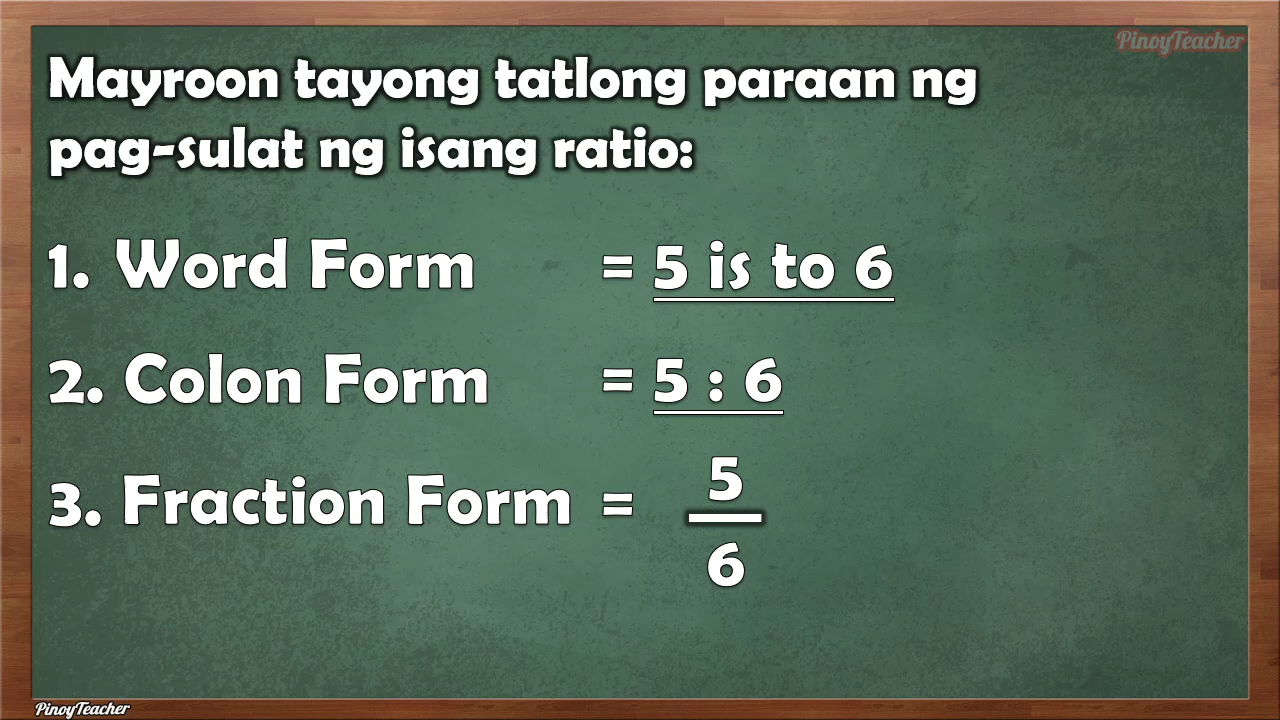 PinoyTeacher
Mayroon tayong tatlong paraan ng
pag-sulat ng isang ratio:
1. Word Form = 5 is to 6
2. Colon Form = 5 : 6
3. Fraction Form = 5
6
PinoyTeacher